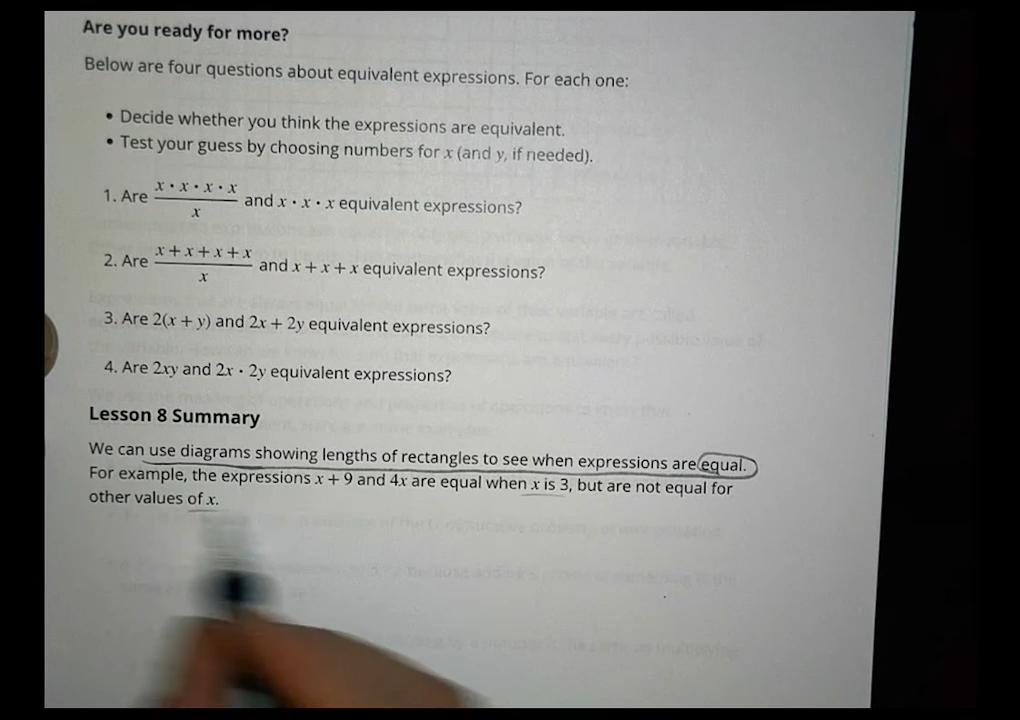 Are you ready for more?
Below are four questions about equivalent expressions. For each one:
• Decide whether you think the expressions are equivalent.
• Test your guess by choosing numbers for x (and y, if needed).
1. Are x · x · x · x / x and x · x · x equivalent expressions?
2. Are x + x + x + x / x and x + x + x equivalent expressions?
3. Are 2(x + y) and 2x + 2y equivalent expressions?
4. Are 2xy and 2x · 2y equivalent expressions?
Lesson 8 Summary
We can use diagrams showing lengths of rectangles to see when expressions are equal.
For example, the expressions x + 9 and 4x are equal when x is 3, but are not equal for
other values of x.